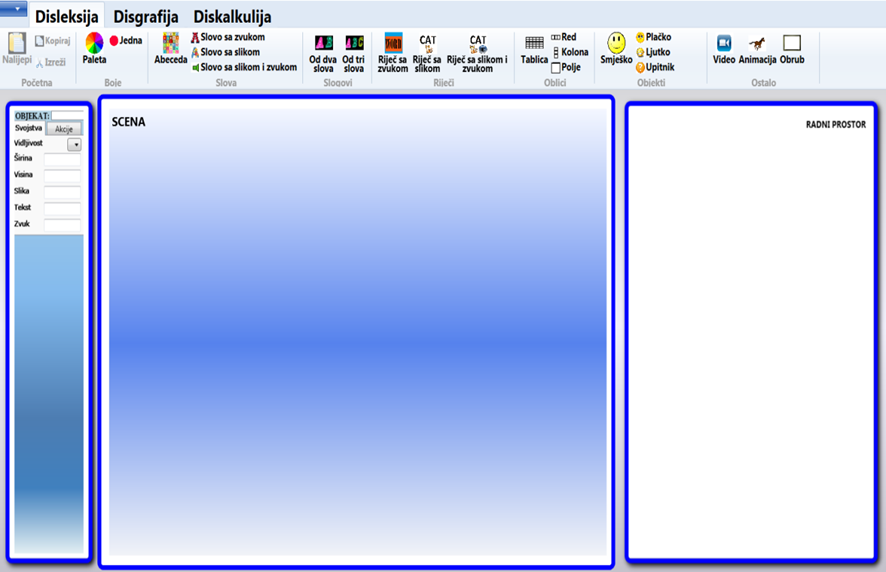 Disleksija Disgrafija Diskalkulija
Nalijepi
Kopiraj
Izreži
Početna
Paleta
Jedna
Boje
Abeceda
Slovo sa zvukom
Slovo sa slikom
Slovo sa slikom i zvukom
Slova
Od dva
slova
Od tri
slova
Slogovi
Riječ sa
zvukom
CAT
Riječ sa
slikom
CAT
Riječ sa slikom i
zvukom
Riječi
Tablica
Red
Kolona
Polje
Oblici
Smješko
Plačko
Ljutko
Upitnik
Objekti
Video
Animacija
Obrub
Ostalo
OBJEKAT:
Svojstva Akcije
Vidljivost
Širina
Visina
Slika
Tekst
Zvuk
SCENA
RADNI PROSTOR